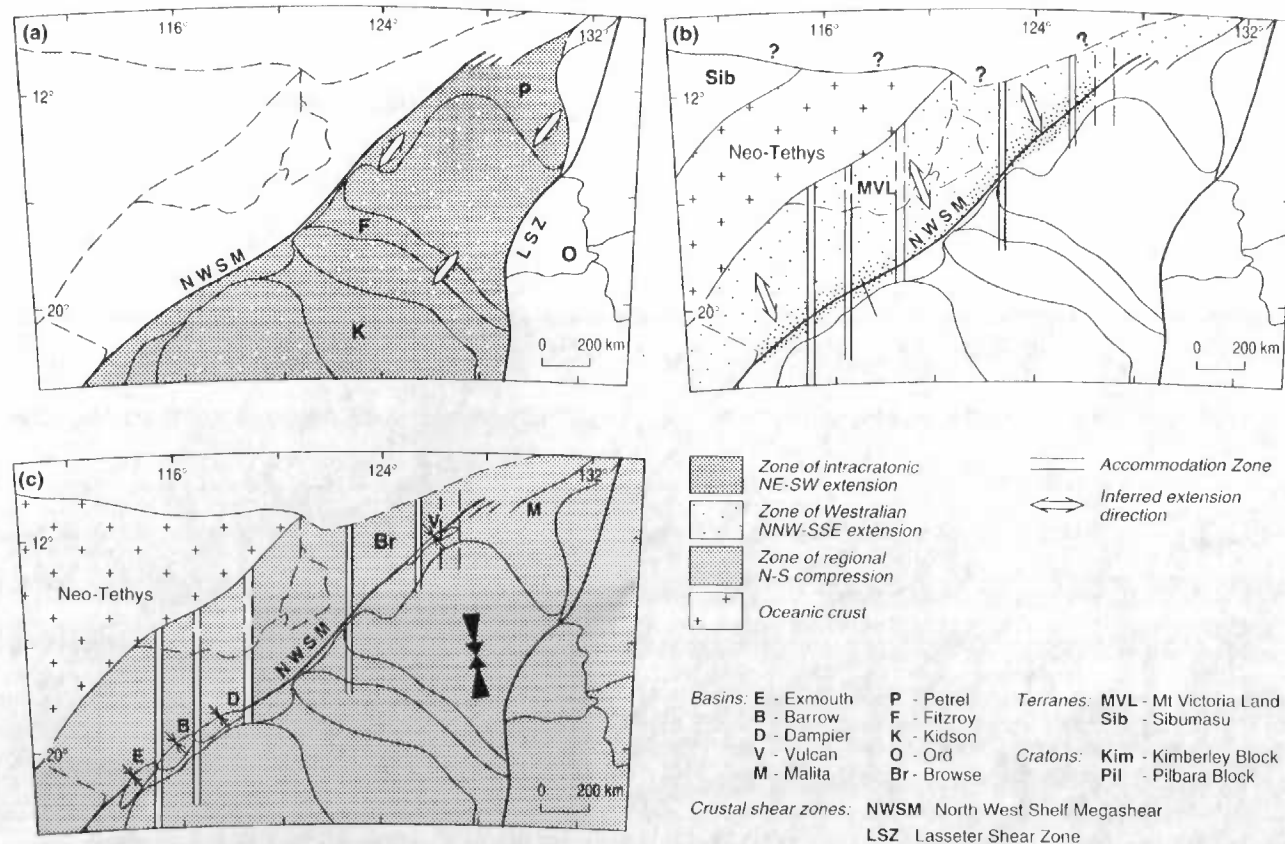 (a)
116°
124°
132°
12°
20°
P
F
K
O
NWSM
LSZ
0 200 km
(b)
116°
124°
132°
12°
20°
? ? ? ?
Sib
Neo-Tethys
MVL
NWSM
0 200 km
(c)
116°
124°
132
12°
20°
Neo-Tethys
Br
V
M
NWSM
D
B
E
0 200 km
Zone of intracratonic
NE-SW extension
Zone of Westralian
NNW-SSE extension
Zone of regional
N-S compression
Oceanic crust
Accommodation Zone
Inferred extension
direction
Basins: E - Exmouth P - Petrel Terranes: MVL - Mt Victoria Land
B - Barrow F - Fitzroy Sib - Sibumasu
D - Dampier K - Kidson
V - Vulcan O - Ord Cratons: Kim - Kimberley Block
M - Malita Br - Browse Pil - Pilbara Block
Crustal shear zones: NWSM North West Shelf Megashear
LSZ Lasseter Shear Zone